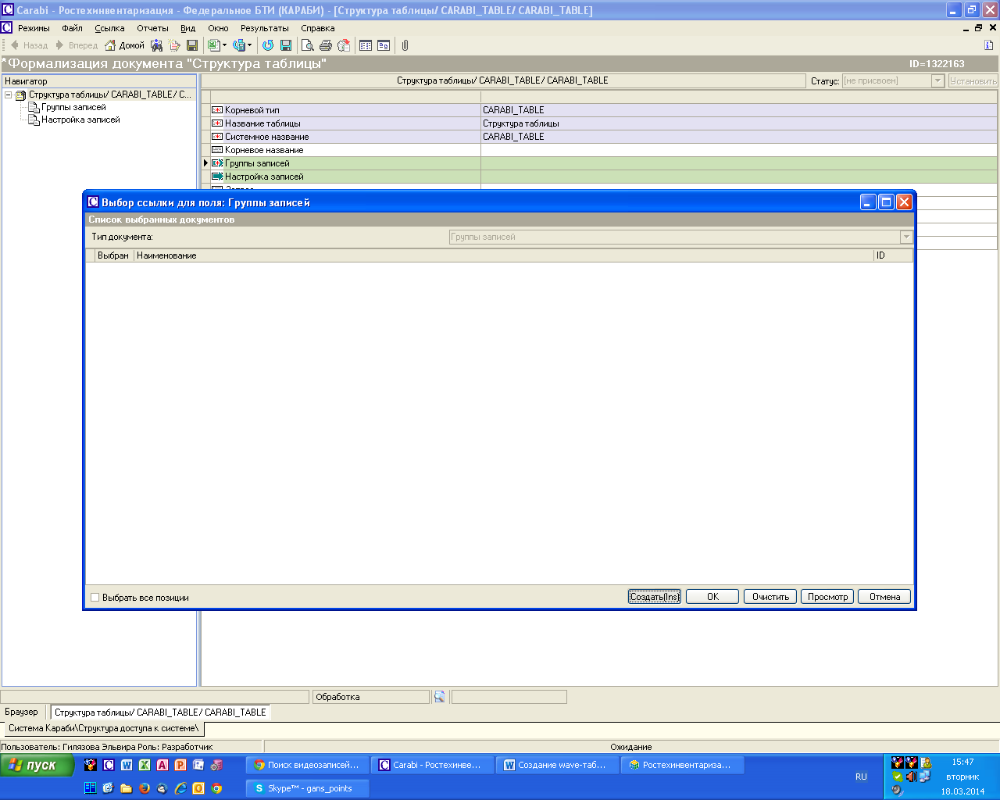 Carabi - Ростехинвентаризация - Федеральное БТИ (КАРАБИ) - [Структура таблицы/ CARABI_TABLE/ CARABI_TABLE]
Режимы Файл Ссылка Отчеты Вид Окно Результаты Справка
Назад Вперед Домой
*Формализация документа "Структура таблицы" ID=1322163
Навигатор
Структура таблицы/ CARABI_TABLE/ C...
Группы записей
Настройка записей
Структура таблицы/ CARABI_TABLE/ CARABI_TABLE Статус: [не присвоен] Установить
Корневой тип CARABI_TABLE
Название таблицы Структура таблицы
Системное название CARABI_TABLE
Корневое название
Группы записей
Настройка записей
Выбор ссылки для поля: Группы записей
Список выбранных документов
Тип документа: Группы записей
Выбран Наименование ID
Выбрать все позиции Создать(Ins) OK Очистить Просмотр Отмена
Обработка
Браузер Структура таблицы/ CARABI_TABLE/ CARABI_TABLE
Система Караби\Структура доступа к системе\
Пользователь: Гилязова Эльвира Роль: Разработчик Ожидание
пуск Поиск видеозаписей... Carabi - Ростехинве... Создание wave-таб... Ростехинвентариза... 15:47
RU вторник
Skype™ - gans_points 18.03.2014